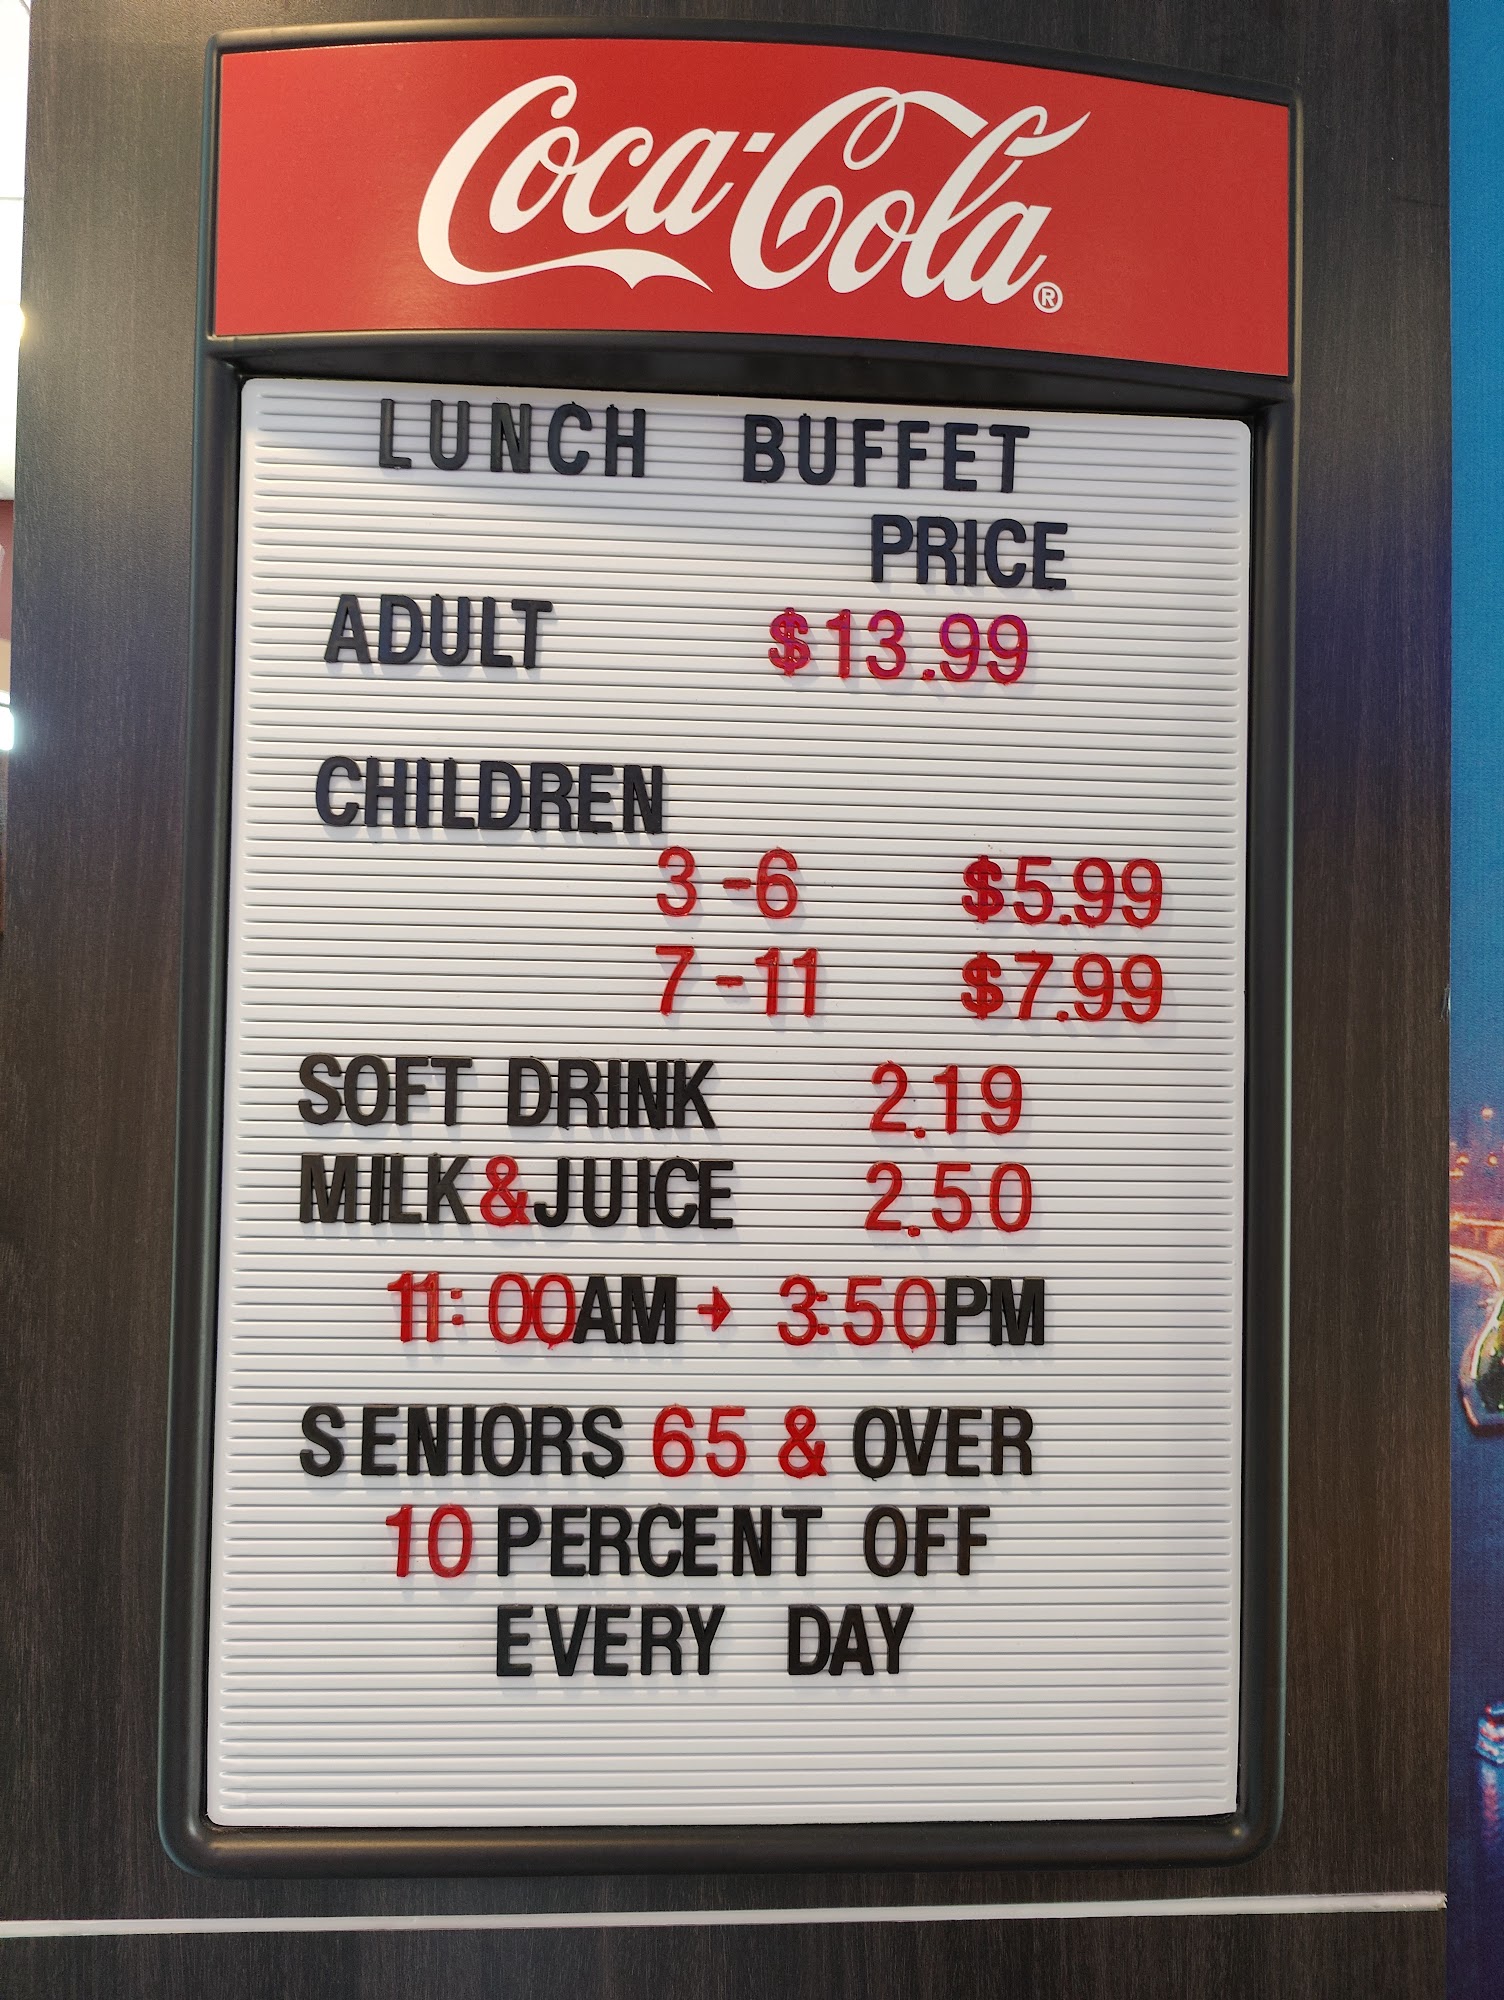 Coca-Cola®
LUNCH BUFFET
PRICE
ADULT $13.99
CHILDREN
3-6 $5.99
7-11 $7.99
SOFT DRINK 2.19
MILK&JUICE 2.50
11:00AM → 3:50PM
SENIORS 65 & OVER
10 PERCENT OFF
EVERY DAY